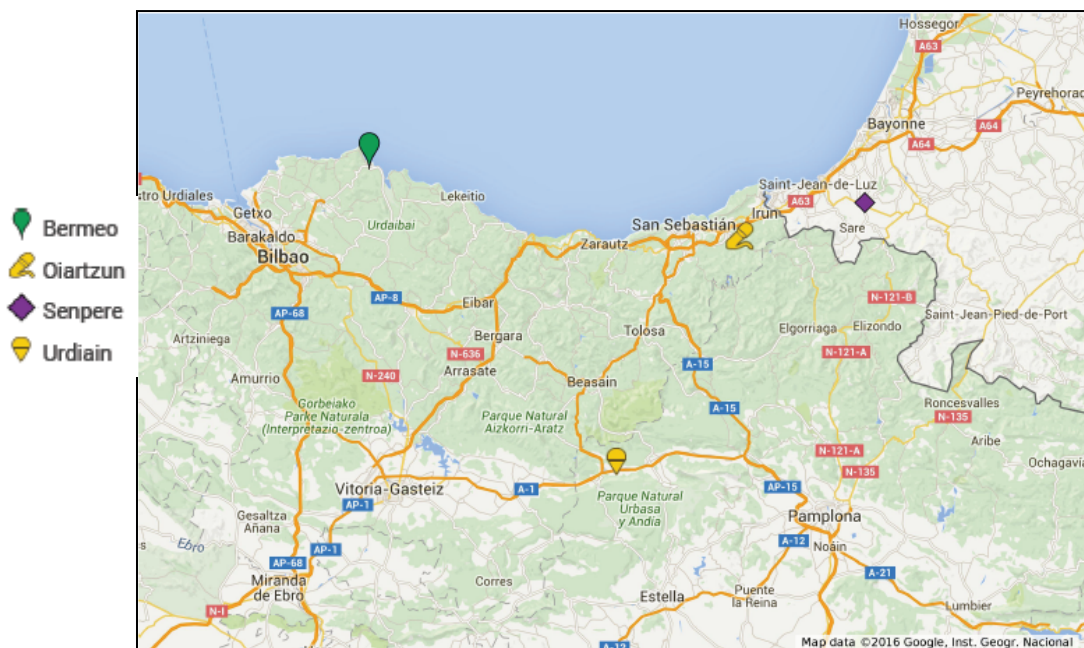 Bermeo
Oiartzun
Senpere
Urdiain
Hossegor
A63
Peyrehorad
Bayonne
A64
A64
stro Urdiales
Lekeitio
Saint-Jean-de-Luz
A63
Getxo
Urdaibai
San Sebastián
Irun
Sare
Barakaldo
Zarautz
Bilbao
AP-8
Eibar
N-121-B
AP-68
Saint-Jean-Pied-de-Port
Artziniega
Bergara
Tolosa
Elgorriaga
Elizondo
N-636
N-121-A
Amurrio
N-240
Arrasate
Beasain
A-15
Gorbeiako
Parke Naturala
(Interpretazio-zentroa)
Parque Natural
Aizkorri-Aratz
A-15
Roncesvalles
N-135
Aribe
N-121-A
Ochagavía
N-135
Vitoria-Gasteiz
A-1
AP-15
AP-1
Parque Natural
Urbasa
y Andia
Gesaltza
Añana
Pamplona
Ebro
AP-1
A-12
Noáin
AP-68
Miranda
de Ebro
Corres
A-21
Puente
la Reina
Estella
N-I
Lumbier
A-12
Map data ©2016 Google, Inst. Geogr. Nacional